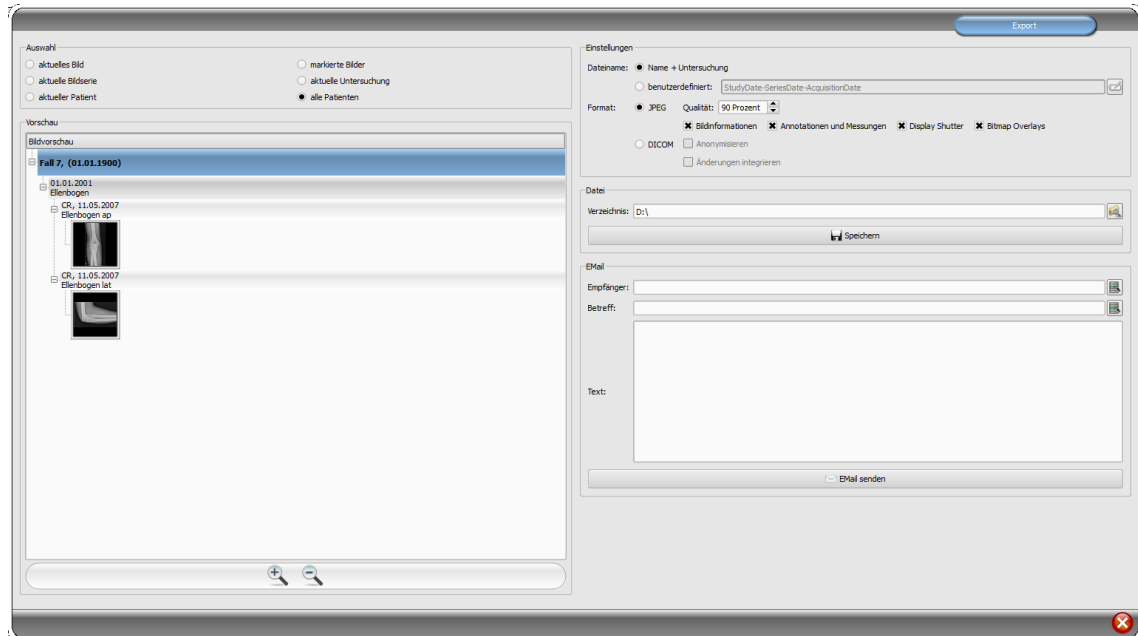 Export
Auswahl
aktuelles Bild
markierte Bilder
aktuelle Bildserie
aktuelle Untersuchung
aktueller Patient
alle Patienten
Vorschau
Bildvorschau
Fall 7, (01.01.1900)
01.01.2001
Ellenbogen
CR, 11.05.2007
Ellenbogen ap
CR, 11.05.2007
Ellenbogen lat
Einstellungen
Dateiname: Name + Untersuchung
benutzerdefiniert: StudyDate-SeriesDate-AcquisitionDate
Format: JPEG Qualität: 90 Prozent
Bildinformationen Annotationen und Messungen Display Shutter Bitmap Overlays
DICOM Anonymisieren
Änderungen integrieren
Datei
Verzeichnis: D:\
Speichern
EMail
Empfänger:
Betreff:
Text:
EMail senden